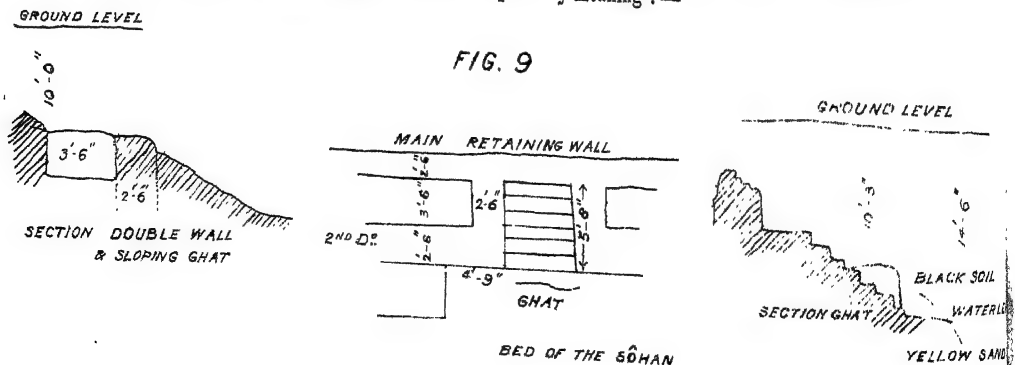 GROUND LEVEL
10'-0"
3'-6"
2'-6"
SECTION DOUBLE WALL
& SLOPING GHAT
FIG. 9
MAIN RETAINING WALL
2'-6"
3'-6"
2'-6"
5'-8"
2ND Do.
2'-6"
4'-9"
GHAT
BED OF THE SÔHAN
GROUND LEVEL
10'-3"
14'-6"
BLACK SOIL
SECTION GHAT
YELLOW SAND